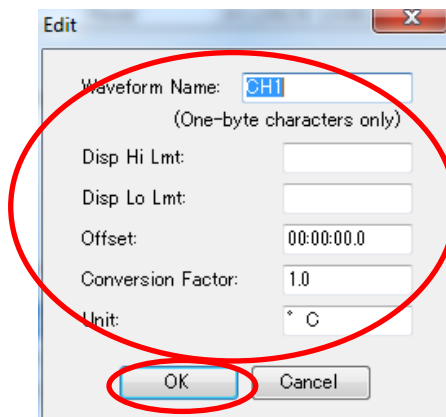 Edit
Waveform Name: CH1
(One-byte characters only)
Disp Hi Lmt:
Disp Lo Lmt:
Offset: 00:00:00.0
Conversion Factor: 1.0
Unit: ° C
OK Cancel